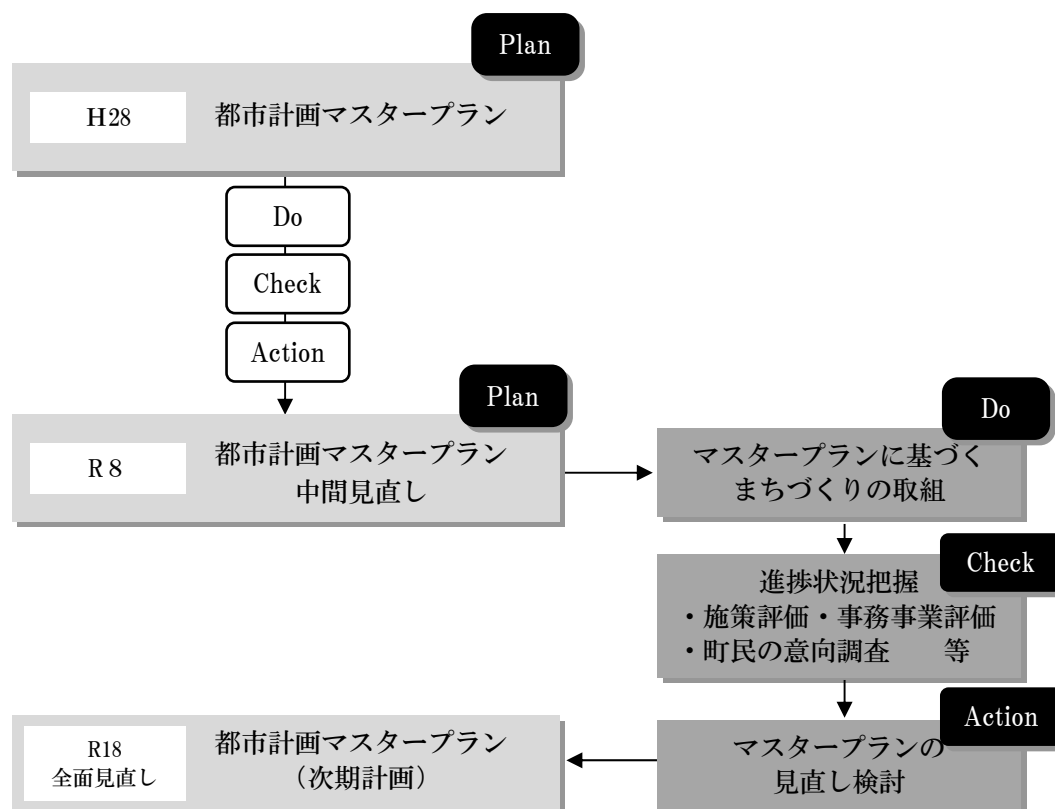 Plan
H28
都市計画マスタープラン
Do
Check
Action
Plan
R８
都市計画マスタープラン
中間見直し
Do
マスタープランに基づく
まちづくりの取組
Check
進捗状況把握
・施策評価・事務事業評価
・町民の意向調査　　等
Action
マスタープランの
見直し検討
R18
全面見直し
都市計画マスタープラン
（次期計画）